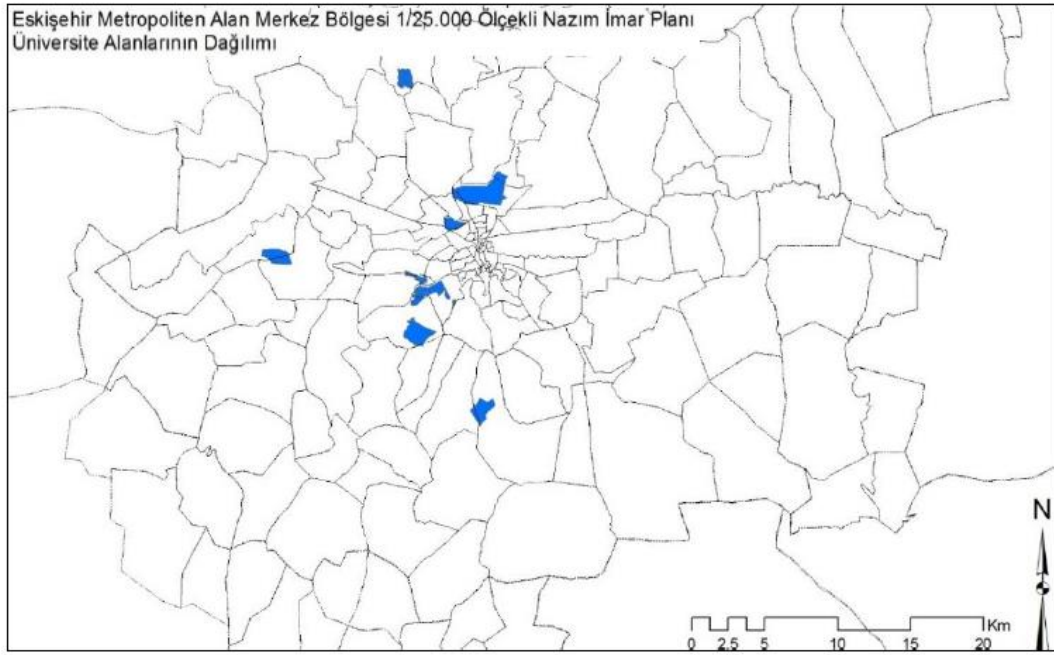 Eskişehir Metropoliten Alan Merkez Bölgesi 1/25.000 Ölçekli Nazım İmar Planı
Üniversite Alanlarının Dağılımı
N
Km
0 2.5 5 10 15 20